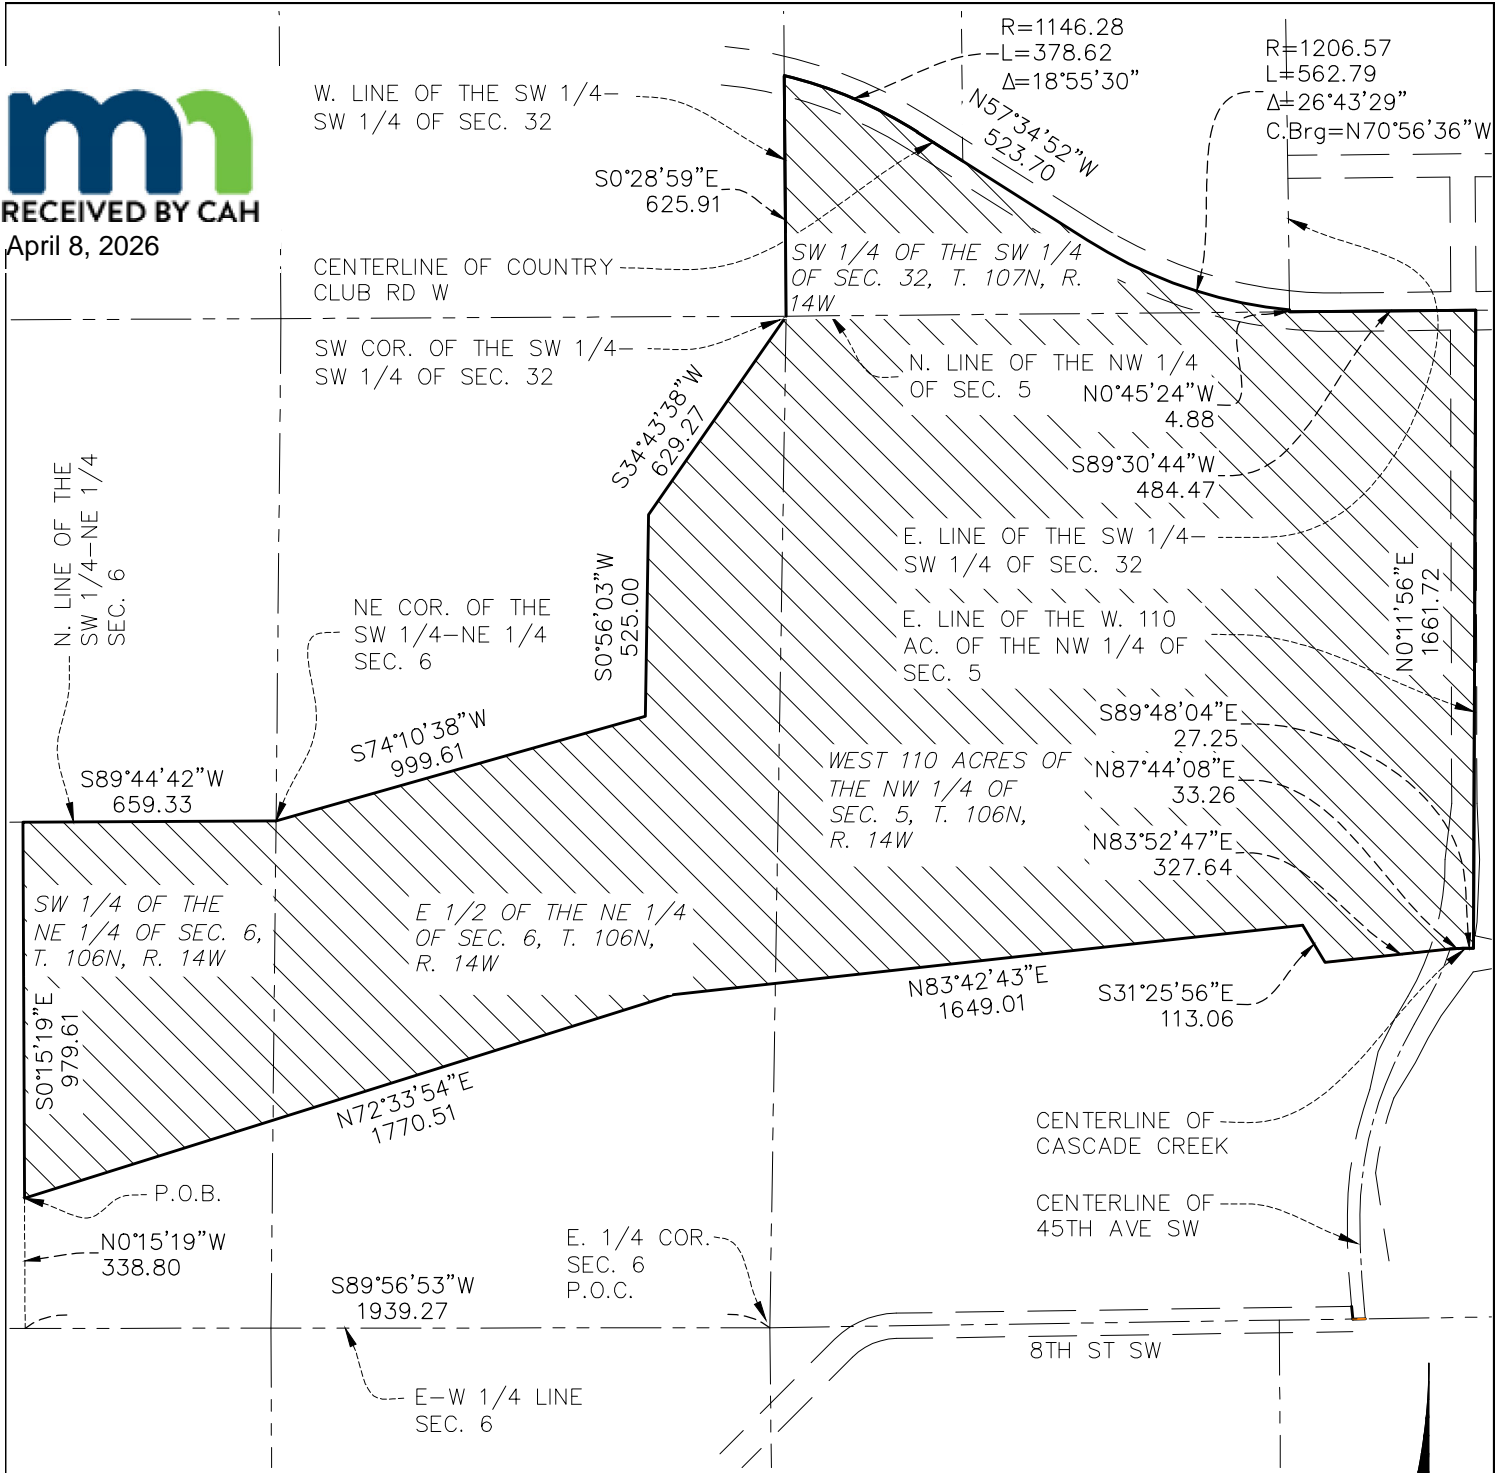 R=1146.28
L=378.62
Δ=18°55'30"
R=1206.57
L=562.79
Δ=26°43'29"
C.Brg=N70°56'36"W
W. LINE OF THE SW 1/4-
SW 1/4 OF SEC. 32
N57°34'52"W
523.70
mn
RECEIVED BY CAH
April 8, 2026
S0°28'59"E
625.91
CENTERLINE OF COUNTRY
CLUB RD W
SW 1/4 OF THE SW 1/4
OF SEC. 32, T. 107N, R.
14W
SW COR. OF THE SW 1/4-
SW 1/4 OF SEC. 32
N. LINE OF THE NW 1/4
OF SEC. 5
N0°45'24"W
4.88
S34°43'38"W
629.27
S89°30'44"W
484.47
N. LINE OF THE
SW 1/4-NE 1/4
SEC. 6
E. LINE OF THE SW 1/4-
SW 1/4 OF SEC. 32
S0°56'03"W
525.00
N0°11'56"E
1661.72
NE COR. OF THE
SW 1/4-NE 1/4
SEC. 6
E. LINE OF THE W. 110
AC. OF THE NW 1/4 OF
SEC. 5
S74°10'38"W
999.61
S89°48'04"E
27.25
S89°44'42"W
659.33
WEST 110 ACRES OF
THE NW 1/4 OF
SEC. 5, T. 106N,
R. 14W
N87°44'08"E
33.26
N83°52'47"E
327.64
SW 1/4 OF THE
NE 1/4 OF SEC. 6,
T. 106N, R. 14W
E 1/2 OF THE NE 1/4
OF SEC. 6, T. 106N,
R. 14W
N83°42'43"E
1649.01
S31°25'56"E
113.06
S0°15'19"E
979.61
N72°33'54"E
1770.51
CENTERLINE OF
CASCADE CREEK
P.O.B.
CENTERLINE OF
45TH AVE SW
N0°15'19"W
338.80
E. 1/4 COR.
SEC. 6
P.O.C.
S89°56'53"W
1939.27
8TH ST SW
E-W 1/4 LINE
SEC. 6